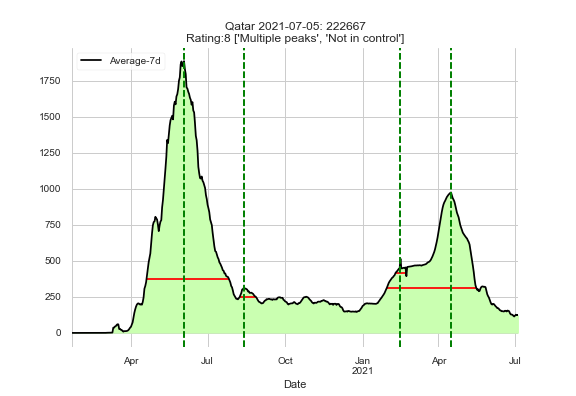 Qatar 2021-07-05: 222667
Rating:8 ['Multiple peaks', 'Not in control']
Average-7d
1750
1500
1250
1000
750
500
250
0
Apr Jul Oct Jan Apr Jul
2021
Date